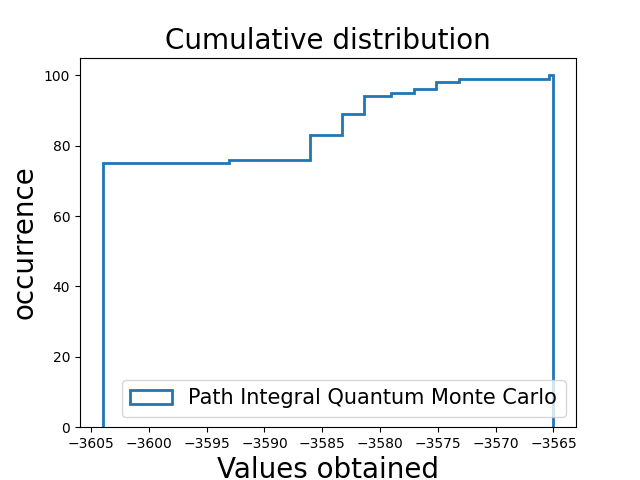 Cumulative distribution
occurrence
100
80
60
40
20
0
Path Integral Quantum Monte Carlo
−3605 −3600 −3595 −3590 −3585 −3580 −3575 −3570 −3565
Values obtained